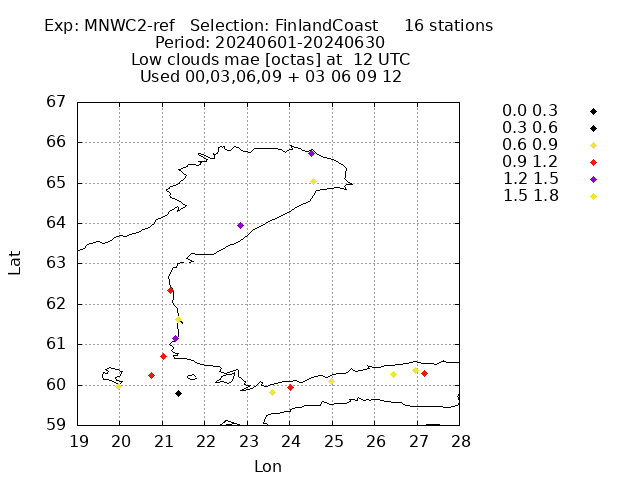 Exp: MNWC2-ref Selection: FinlandCoast 16 stations
Period: 20240601-20240630
Low clouds mae [octas] at 12 UTC
Used 00,03,06,09 + 03 06 09 12
0.0 0.3
0.3 0.6
0.6 0.9
0.9 1.2
1.2 1.5
1.5 1.8
67
66
65
64
63
62
61
60
59
Lat
19 20 21 22 23 24 25 26 27 28
Lon